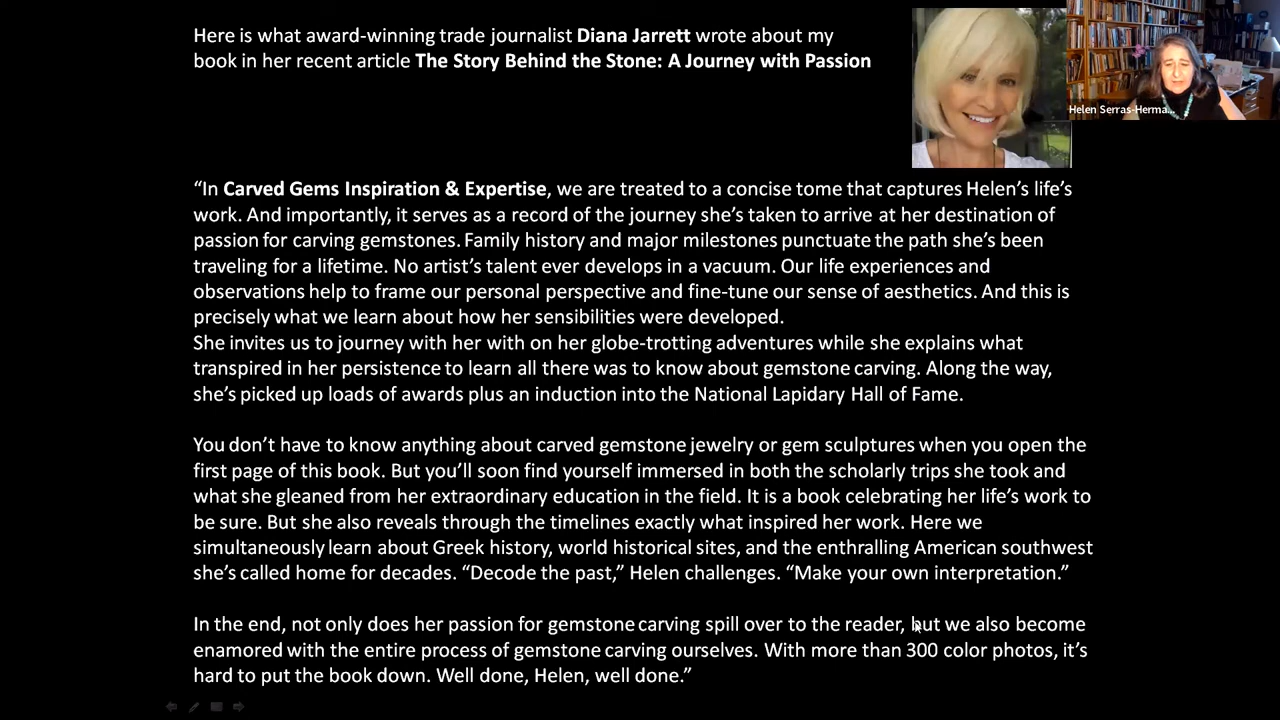 Here is what award-winning trade journalist Diana Jarrett wrote about my
book in her recent article The Story Behind the Stone: A Journey with Passion
Helen Serras-Herma...
“In Carved Gems Inspiration & Expertise, we are treated to a concise tome that captures Helen’s life’s
work. And importantly, it serves as a record of the journey she’s taken to arrive at her destination of
passion for carving gemstones. Family history and major milestones punctuate the path she’s been
traveling for a lifetime. No artist’s talent ever develops in a vacuum. Our life experiences and
observations help to frame our personal perspective and fine-tune our sense of aesthetics. And this is
precisely what we learn about how her sensibilities were developed.
She invites us to journey with her with on her globe-trotting adventures while she explains what
transpired in her persistence to learn all there was to know about gemstone carving. Along the way,
she’s picked up loads of awards plus an induction into the National Lapidary Hall of Fame.
You don’t have to know anything about carved gemstone jewelry or gem sculptures when you open the
first page of this book. But you’ll soon find yourself immersed in both the scholarly trips she took and
what she gleaned from her extraordinary education in the field. It is a book celebrating her life’s work to
be sure. But she also reveals through the timelines exactly what inspired her work. Here we
simultaneously learn about Greek history, world historical sites, and the enthralling American southwest
she’s called home for decades. “Decode the past,” Helen challenges. “Make your own interpretation.”
In the end, not only does her passion for gemstone carving spill over to the reader, but we also become
enamored with the entire process of gemstone carving ourselves. With more than 300 color photos, it’s
hard to put the book down. Well done, Helen, well done.”